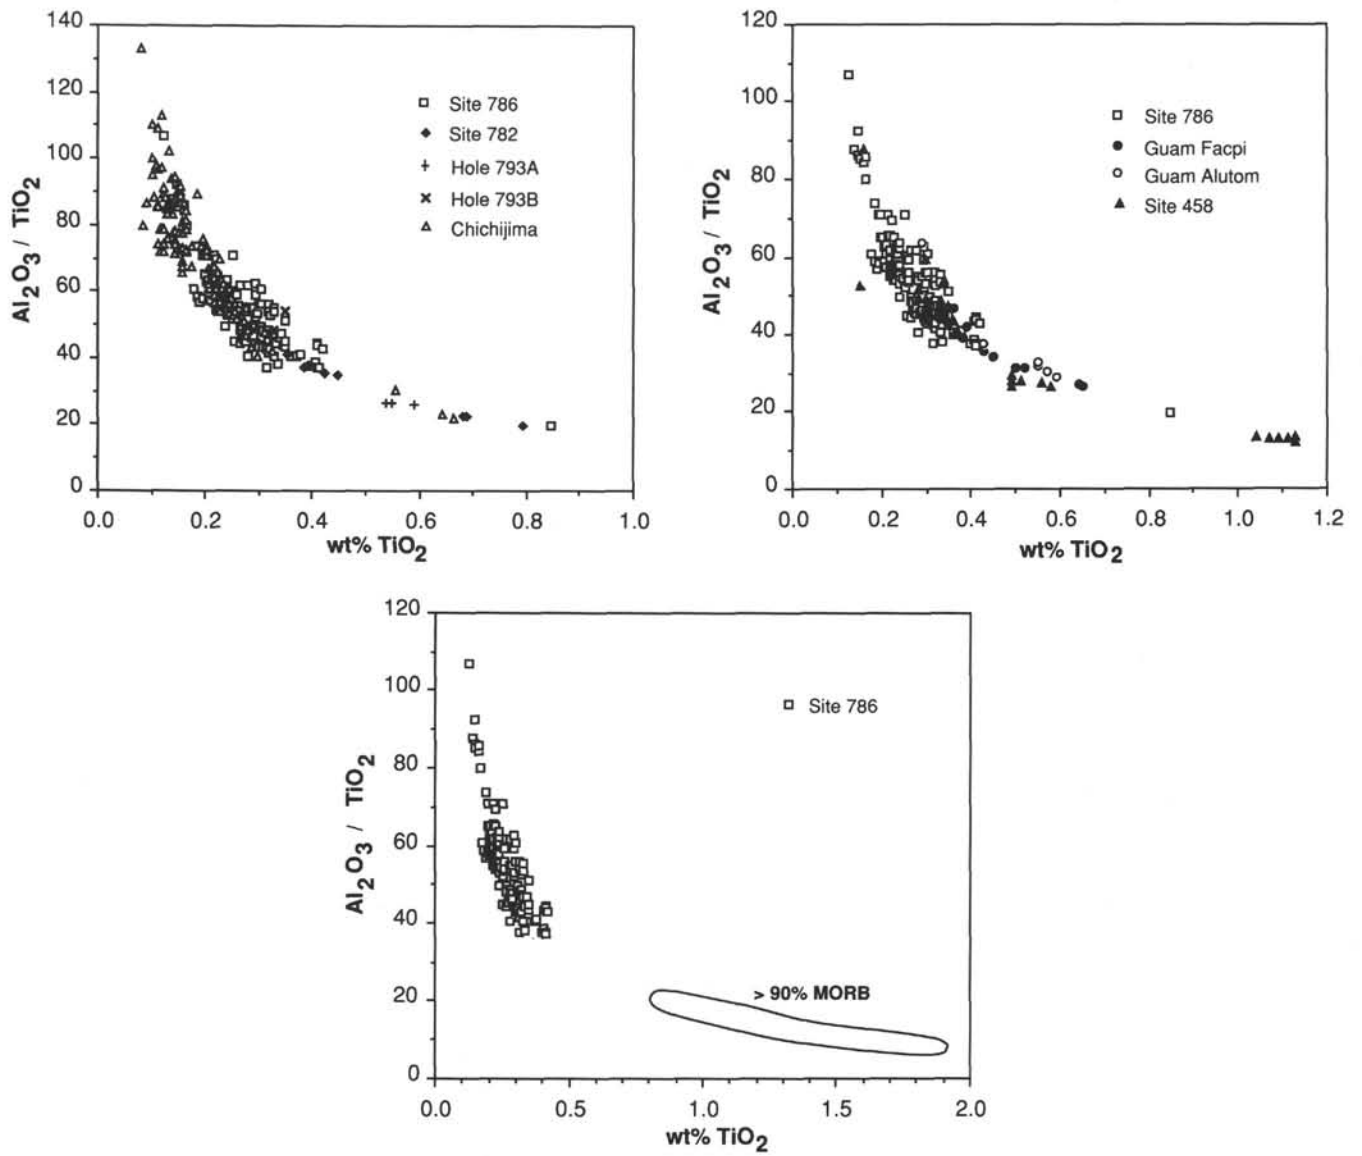 140
120
100
80
60
40
20
0
Al2O3 / TiO2
Site 786
Site 782
Hole 793A
Hole 793B
Chichijima
0.0 0.2 0.4 0.6 0.8 1.0
wt% TiO2
120
100
80
60
40
20
0
Al2O3 / TiO2
Site 786
Guam Facpi
Guam Alutom
Site 458
0.0 0.2 0.4 0.6 0.8 1.0 1.2
wt% TiO2
120
100
80
60
40
20
0
Al2O3 / TiO2
Site 786
> 90% MORB
0.0 0.5 1.0 1.5 2.0
wt% TiO2